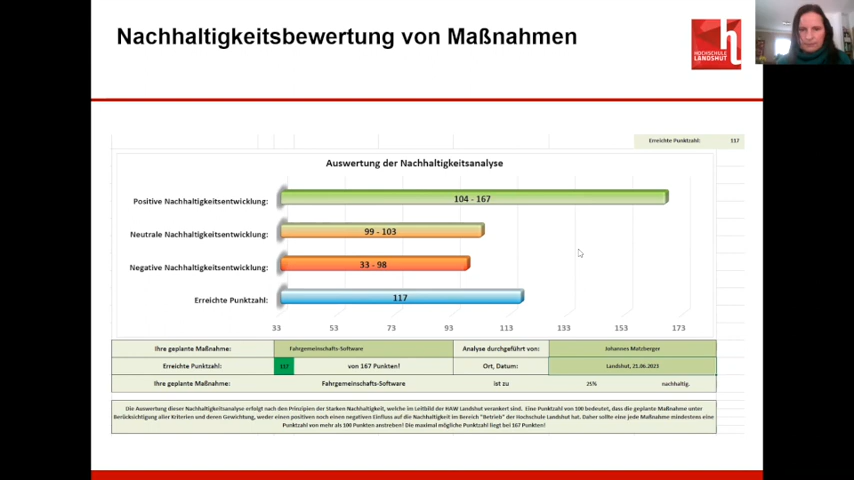 Nachhaltigkeitsbewertung von Maßnahmen
HOCHSCHULE
LANDSHUT
Erreichte Punktzahl: 117
Auswertung der Nachhaltigkeitsanalyse
Positive Nachhaltigkeitsentwicklung: 104 - 167
Neutrale Nachhaltigkeitsentwicklung: 99 - 103
Negative Nachhaltigkeitsentwicklung: 33 - 98
Erreichte Punktzahl: 117
33 53 73 93 113 133 153 173
Ihre geplante Maßnahme: Fahrgemeinschafts-Software Analyse durchgeführt von: Johannes Matzberger
Erreichte Punktzahl: 117 von 167 Punkten! Ort, Datum: Landshut, 21.06.2023
Ihre geplante Maßnahme: Fahrgemeinschafts-Software ist zu 25% nachhaltig.
Die Auswertung dieser Nachhaltigkeitsanalyse erfolgt nach den Prinzipien der Starken Nachhaltigkeit, welche im Leitbild der HAW Landshut verankert sind. Eine Punktzahl von 100 bedeutet, dass die geplante Maßnahme unter
Berücksichtigung aller Kriterien und deren Gewichtung, weder einen positiven noch einen negativen Einfluss auf die Nachhaltigkeit im Bereich "Betrieb" der Hochschule Landshut hat. Daher sollte eine jede Maßnahme mindestens eine
Punktzahl von mehr als 100 Punkten anstreben! Die maximal mögliche Punktzahl liegt bei 167 Punkten!